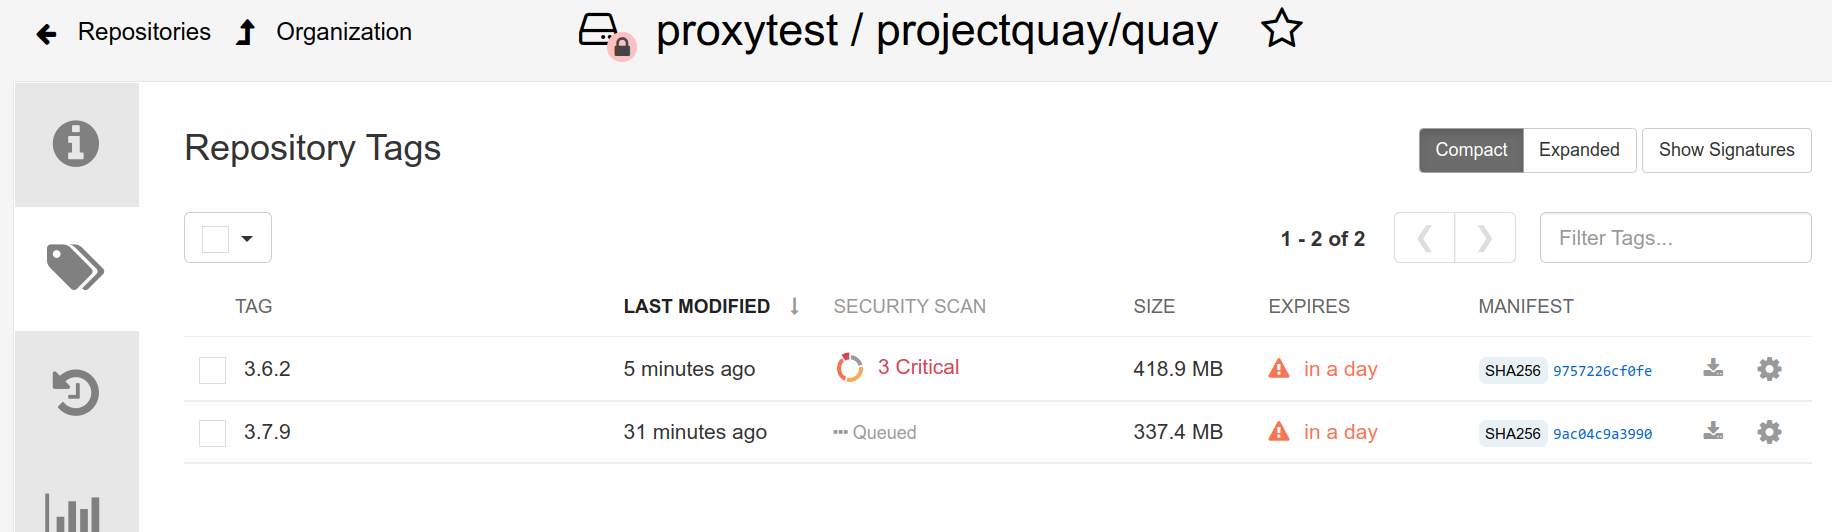 Repositories Organization proxytest / projectquay/quay
Repository Tags Compact Expanded Show Signatures
1 - 2 of 2 Filter Tags...
TAG LAST MODIFIED SECURITY SCAN SIZE EXPIRES MANIFEST
3.6.2 5 minutes ago 3 Critical 418.9 MB in a day SHA256 9757226cf0fe
3.7.9 31 minutes ago Queued 337.4 MB in a day SHA256 9ac04c9a3990